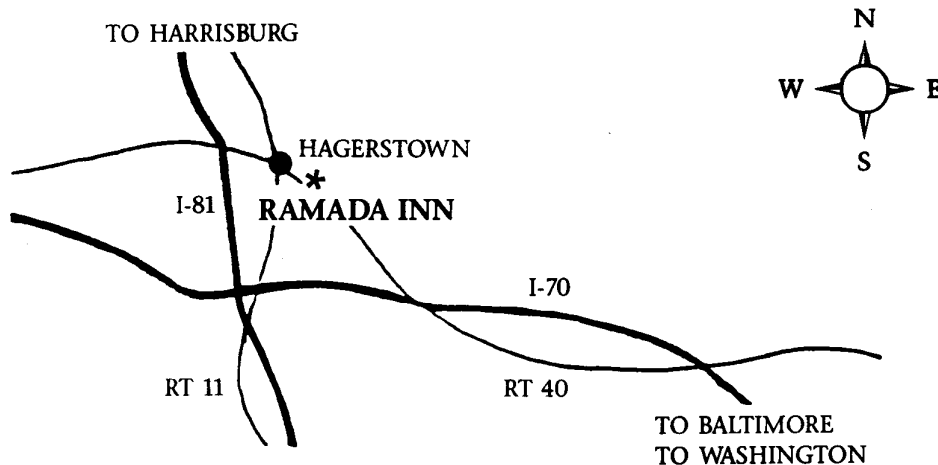 TO HARRISBURG
N
W
E
S
HAGERSTOWN
*
I-81
RAMADA INN
I-70
RT 11
RT 40
TO BALTIMORE
TO WASHINGTON